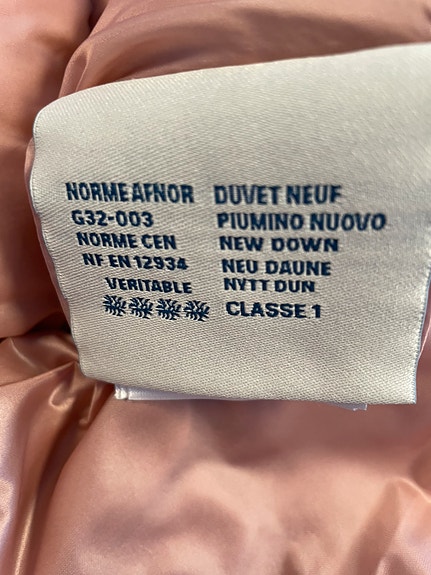 NORME AFNOR DUVET NEUF
G32-003 PIUMINO NUOVO
NORME CEN NEW DOWN
NF EN 12934 NEU DAUNE
VERITABLE NYTT DUN
CLASSE 1